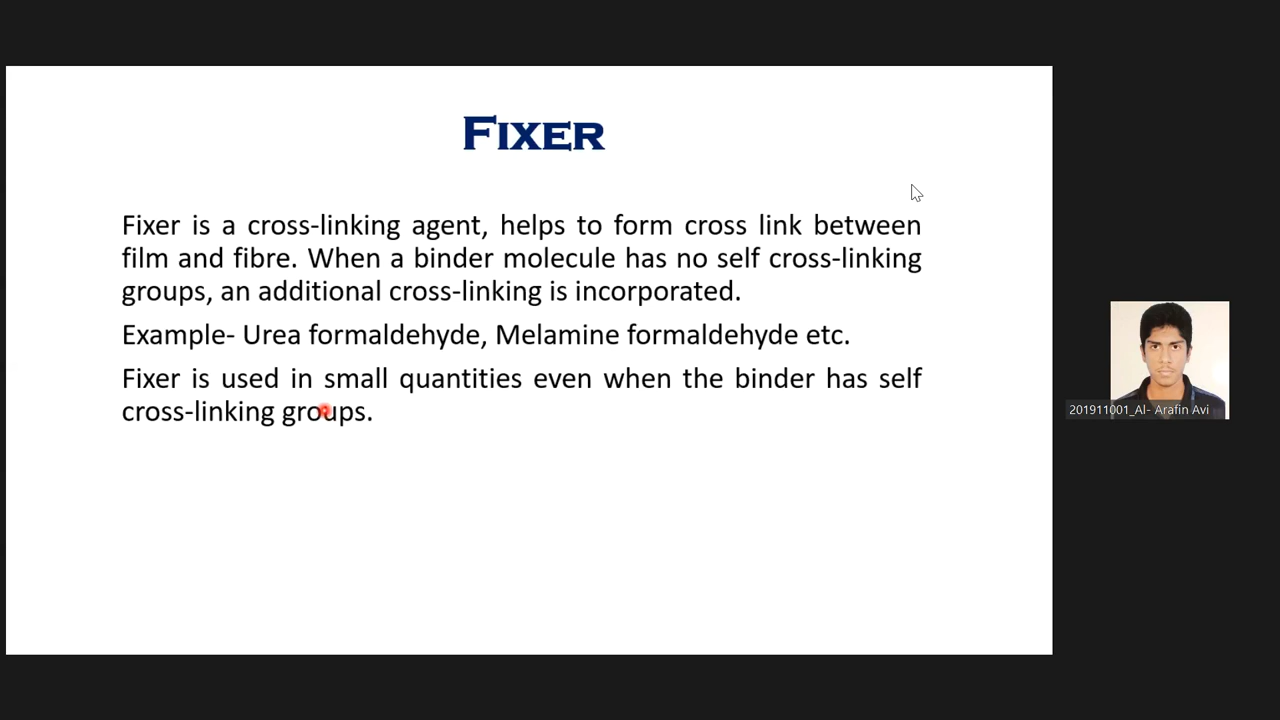 FIXER
Fixer is a cross-linking agent, helps to form cross link between
film and fibre. When a binder molecule has no self cross-linking
groups, an additional cross-linking is incorporated.
Example- Urea formaldehyde, Melamine formaldehyde etc.
Fixer is used in small quantities even when the binder has self
cross-linking groups.
201911001_Al- Arafin Avi